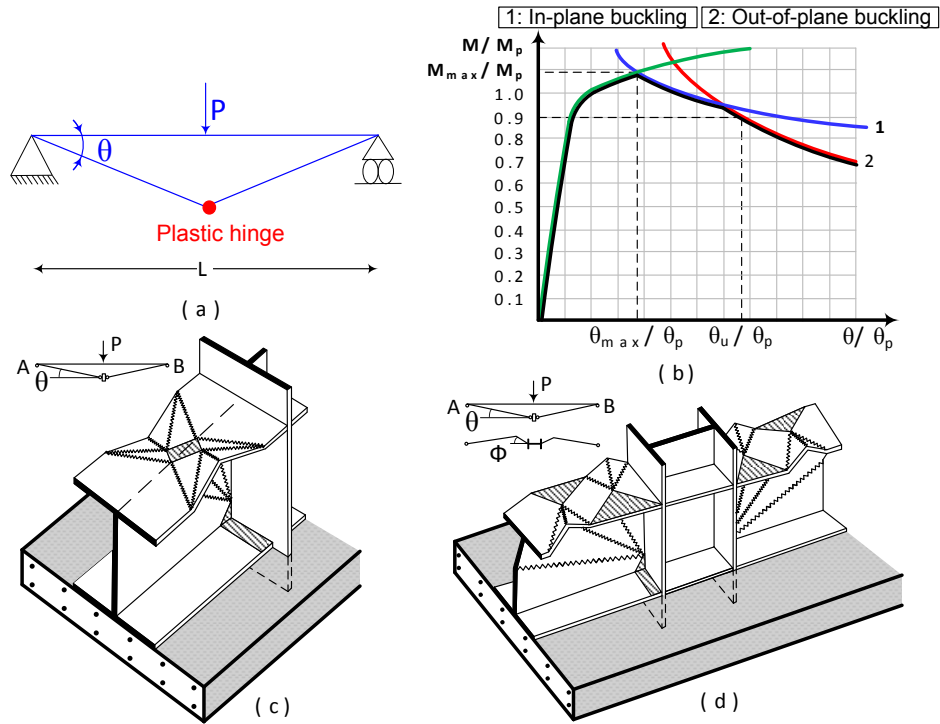 1: In-plane buckling 2: Out-of-plane buckling
P
θ
Plastic hinge
L
( a )
M/ Mp
Mmax/ Mp
1.0
0.9
0.8
0.7
0.6
0.5
0.4
0.3
0.2
0.1
1
2
θmax/ θp
θu/ θp
θ/ θp
( b )
P
A
B
θ
( c )
P
A
B
θ
Φ
( d )